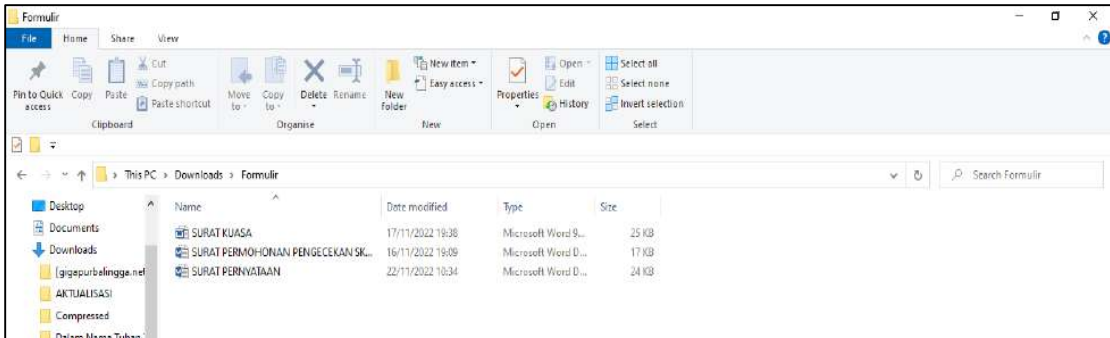 Formulir
File Home Share View
Pin to Quick access
Copy
Paste
Cut
Copy path
Paste shortcut
Clipboard
Move to
Copy to
Delete
Rename
Organise
New folder
New item
Easy access
New
Properties
Open
Edit
History
Open
Select all
Select none
Invert selection
Select
This PC > Downloads > Formulir
Search Formulir
Desktop
Documents
Downloads
[gigapurbalingga.net
AKTUALISASI
Compressed
Dalam Nama Tuhan
Name Date modified Type Size
SURAT KUASA 17/11/2022 19:38 Microsoft Word 9... 25 KB
SURAT PERMOHONAN PENGECEKAN SK... 16/11/2022 19:09 Microsoft Word D... 17 KB
SURAT PERNYATAAN 22/11/2022 10:34 Microsoft Word D... 24 KB